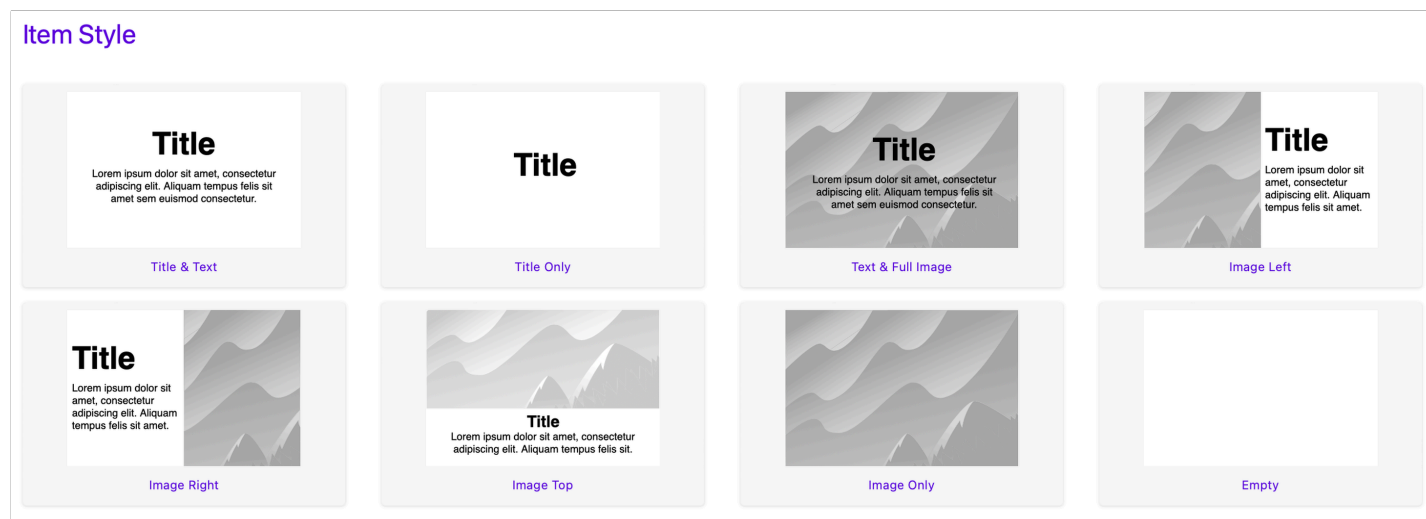 Item Style
Title
Lorem ipsum dolor sit amet, consectetur
adipiscing elit. Aliquam tempus felis sit
amet sem euismod consectetur.
Title & Text
Title
Title Only
Title
Lorem ipsum dolor sit amet, consectetur
adipiscing elit. Aliquam tempus felis sit
amet sem euismod consectetur.
Text & Full Image
Title
Lorem ipsum dolor sit
amet, consectetur
adipiscing elit. Aliquam
tempus felis sit amet.
Image Left
Title
Lorem ipsum dolor sit
amet, consectetur
adipiscing elit. Aliquam
tempus felis sit amet.
Image Right
Title
Lorem ipsum dolor sit amet, consectetur
adipiscing elit. Aliquam tempus felis sit.
Image Top
Image Only
Empty